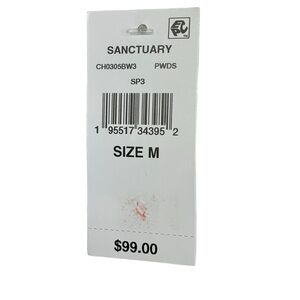 SANCTUARY
CH0305BW3 PWDS
SP3
1 95517 34395 2
SIZE M
$99.00